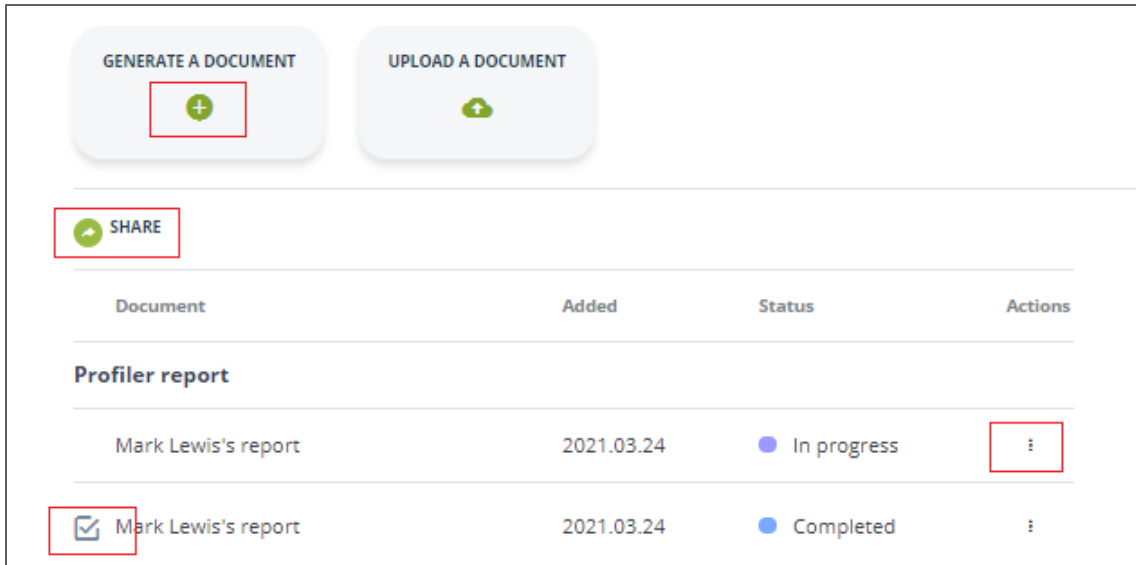 GENERATE A DOCUMENT UPLOAD A DOCUMENT
SHARE
Document Added Status Actions
Profiler report
Mark Lewis's report 2021.03.24 In progress
Mark Lewis's report 2021.03.24 Completed